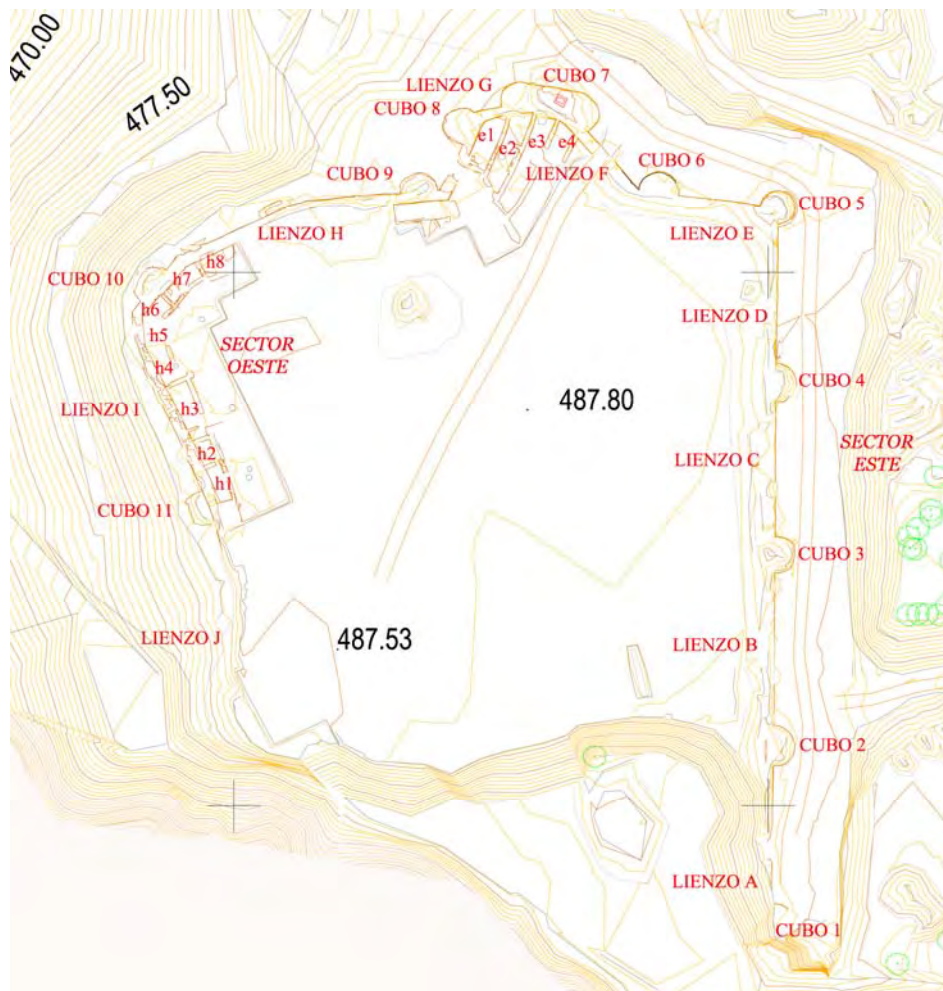 470.00
477.50
CUBO 7
LIENZO G
CUBO 8
e1
e2
e3
e4
CUBO 9
LIENZO F
CUBO 6
CUBO 5
LIENZO H
LIENZO E
h8
h7
CUBO 10
h6
LIENZO D
h5
SECTOR
OESTE
h4
CUBO 4
487.80
LIENZO I
h3
SECTOR
ESTE
h2
LIENZO C
h1
CUBO 11
CUBO 3
LIENZO J
487.53
LIENZO B
CUBO 2
LIENZO A
CUBO 1